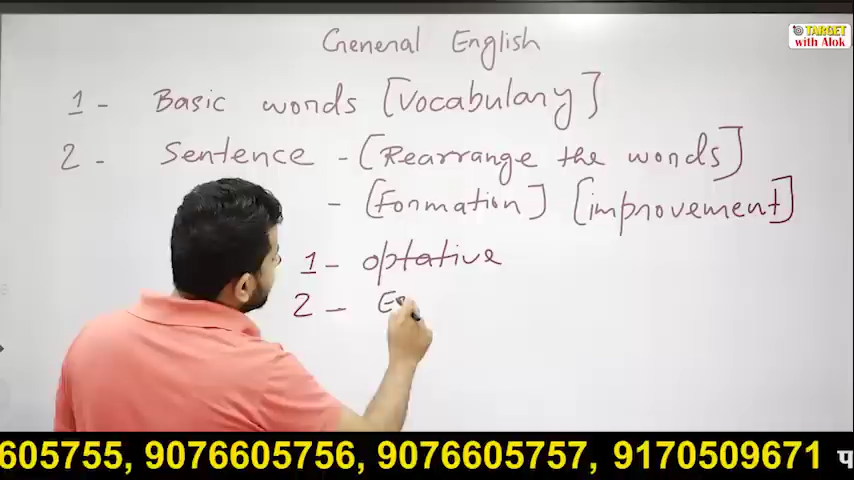 General English
TARGET
with Alok
1 - Basic words [Vocabulary]
2 - Sentence - [Rearrange the words]
- [Formation] [improvement]
1 - optative
2 -
605755, 9076605756, 9076605757, 9170509671 प